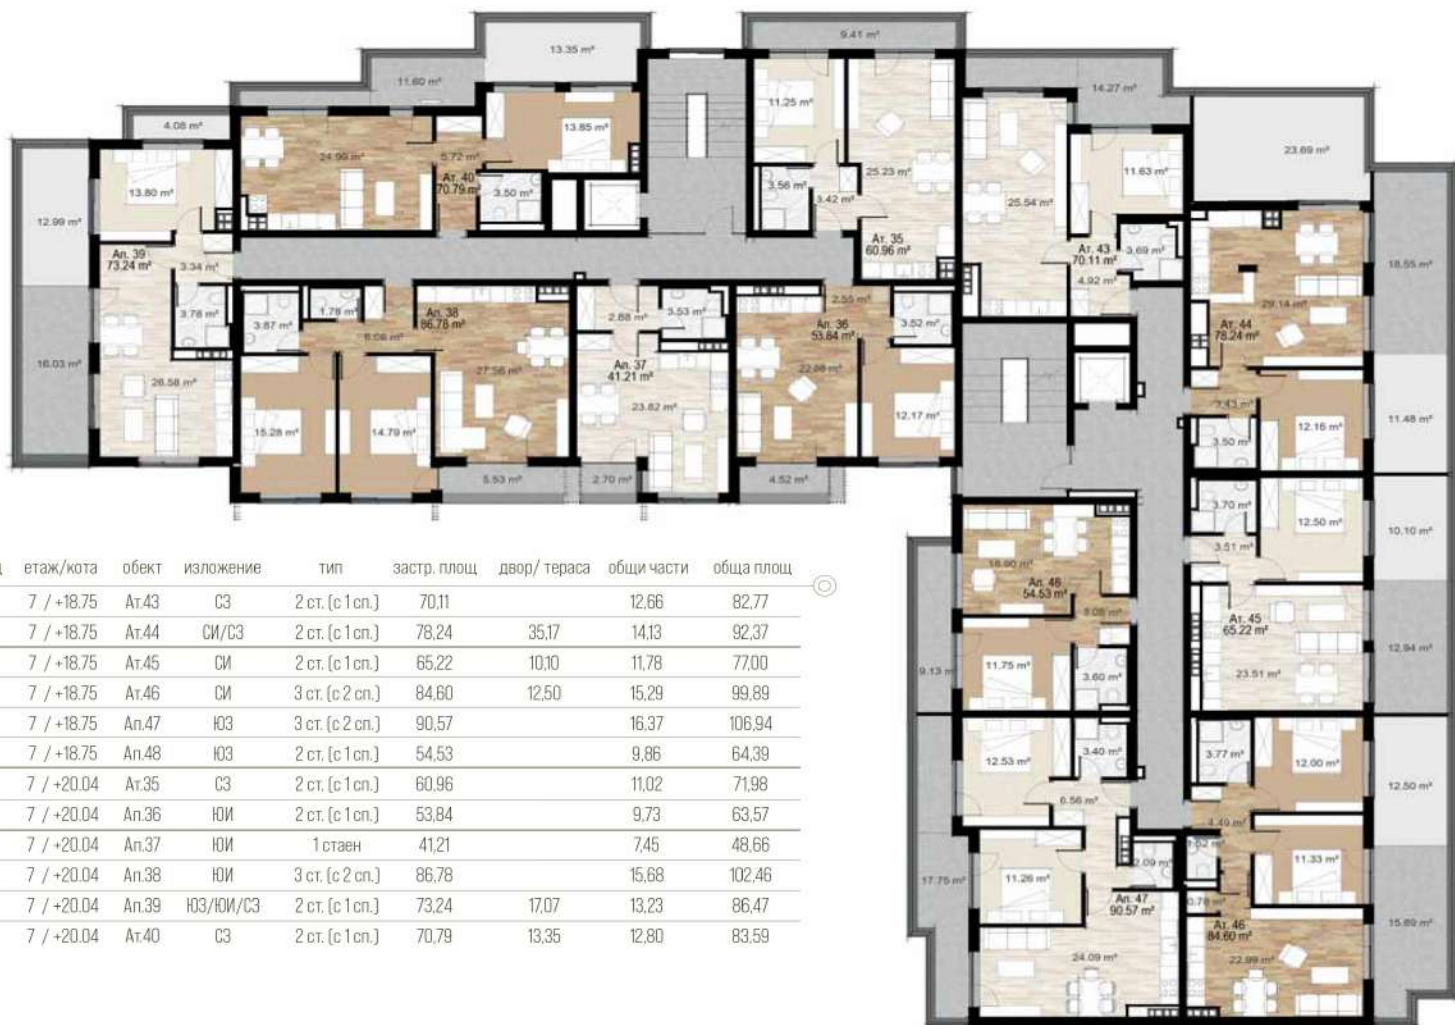 13.35 m²
9.41 m²
11.60 m²
14.27 m²
4.08 m²
11.25 m²
13.85 m²
23.69 m²
24.99 m²
5.72 m²
25.23 m²
11.63 m²
13.80 m²
Ат. 40
70.79 m²
3.50 m²
3.56 m²
3.42 m²
25.54 m²
12.99 m²
Ат. 35
60.96 m²
Ат. 43
70.11 m²
3.69 m²
4.92 m²
Ап. 39
73.24 m²
3.34 m²
18.55 m²
3.78 m²
3.87 m²
1.78 m²
Ап. 38
86.78 m²
2.88 m²
3.53 m²
2.55 m²
Ап. 36
53.84 m²
3.52 m²
29.14 m²
Ат. 44
78.24 m²
16.03 m²
26.58 m²
27.56 m²
Ап. 37
41.21 m²
23.82 m²
12.17 m²
15.28 m²
14.79 m²
3.43 m²
3.50 m²
12.16 m²
11.48 m²
5.53 m²
2.70 m²
4.52 m²
3.70 m²
12.50 m²
10.10 m²
3.51 m²
Ап. 48
54.53 m²
Ат. 45
65.22 m²
12.94 m²
9.13 m²
11.75 m²
3.60 m²
23.51 m²
12.53 m²
3.40 m²
3.77 m²
12.00 m²
12.50 m²
6.56 m²
4.49 m²
11.33 m²
17.75 m²
11.26 m²
2.09 m²
0.78 m²
Ап. 47
90.57 m²
Ат. 46
84.60 m²
15.69 m²
24.09 m²
22.99 m²
етаж/кота обект изложение тип застр. площ двор/ тераса общи части обща площ
7 / +18.75 Ат.43 СЗ 2 ст. (с 1 сп.) 70,11 12,66 82,77
7 / +18.75 Ат.44 СИ/СЗ 2 ст. (с 1 сп.) 78,24 35,17 14,13 92,37
7 / +18.75 Ат.45 СИ 2 ст. (с 1 сп.) 65,22 10,10 11,78 77,00
7 / +18.75 Ат.46 СИ 3 ст. (с 2 сп.) 84,60 12,50 15,29 99,89
7 / +18.75 Ап.47 ЮЗ 3 ст. (с 2 сп.) 90,57 16,37 106,94
7 / +18.75 Ап.48 ЮЗ 2 ст. (с 1 сп.) 54,53 9,86 64,39
7 / +20.04 Ат.35 СЗ 2 ст. (с 1 сп.) 60,96 11,02 71,98
7 / +20.04 Ап.36 ЮИ 2 ст. (с 1 сп.) 53,84 9,73 63,57
7 / +20.04 Ап.37 ЮИ 1 стаен 41,21 7,45 48,66
7 / +20.04 Ап.38 ЮИ 3 ст. (с 2 сп.) 86,78 15,68 102,46
7 / +20.04 Ап.39 ЮЗ/ЮИ/СЗ 2 ст. (с 1 сп.) 73,24 17,07 13,23 86,47
7 / +20.04 Ат.40 СЗ 2 ст. (с 1 сп.) 70,79 13,35 12,80 83,59